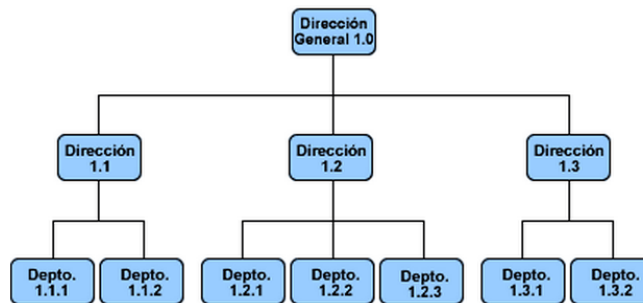 Dirección
General 1.0
Dirección
1.1
Dirección
1.2
Dirección
1.3
Depto.
1.1.1
Depto.
1.1.2
Depto.
1.2.1
Depto.
1.2.2
Depto.
1.2.3
Depto.
1.3.1
Depto.
1.3.2